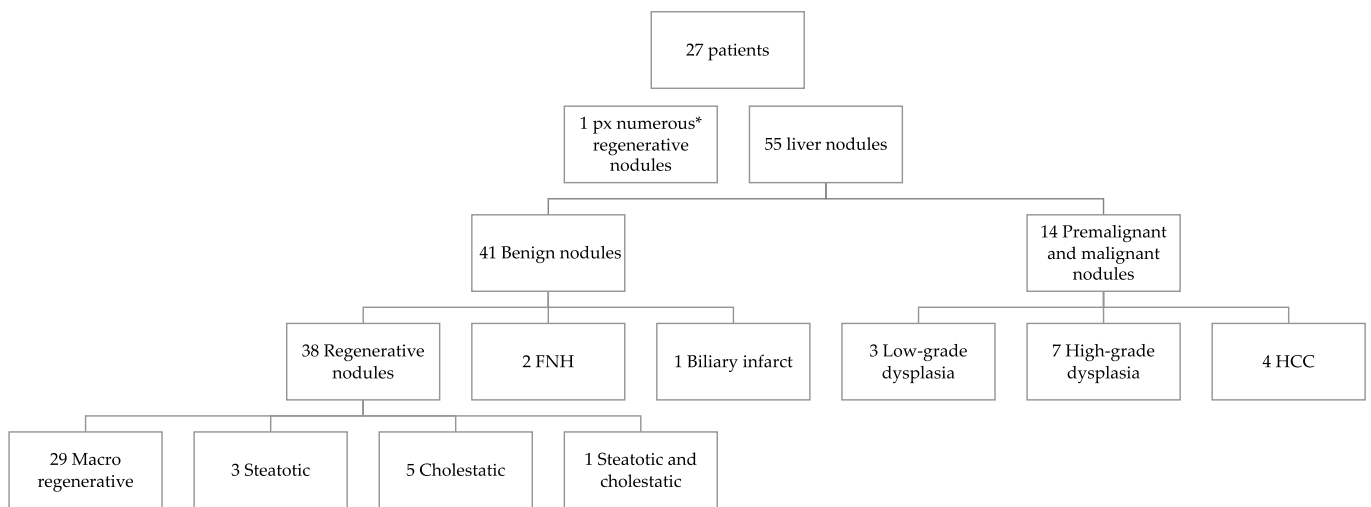 27 patients
1 px numerous*
regenerative
nodules
55 liver nodules
41 Benign nodules
14 Premalignant
and malignant
nodules
38 Regenerative
nodules
2 FNH
1 Biliary infarct
3 Low-grade
dysplasia
7 High-grade
dysplasia
4 HCC
29 Macro
regenerative
3 Steatotic
5 Cholestatic
1 Steatotic and
cholestatic